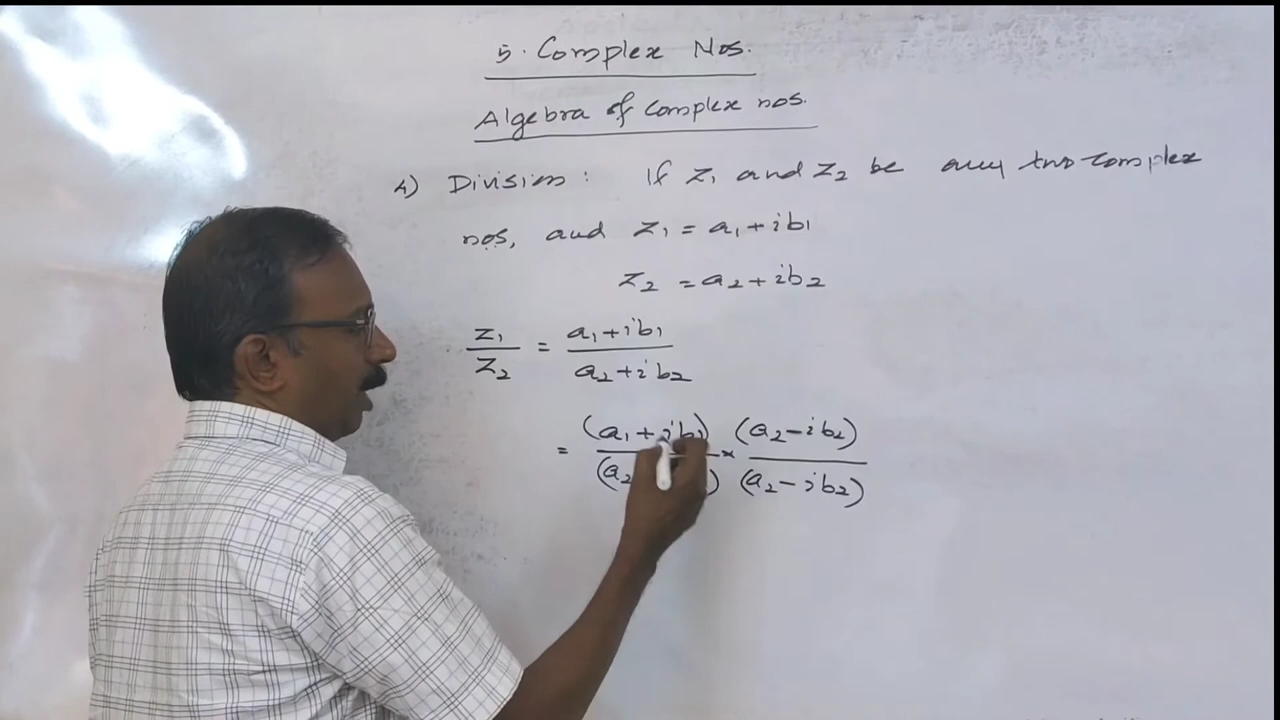 5. Complex Nos.
Algebra of complex nos.
4) Division: If z1 and z2 be any two complex
nos, and z1 = a1 + ib1
z2 = a2 + ib2
z1/z2 = a1 + ib1 / a2 + ib2
= (a1 + ib1) / (a2 ) × (a2 - ib2) / (a2 - ib2)